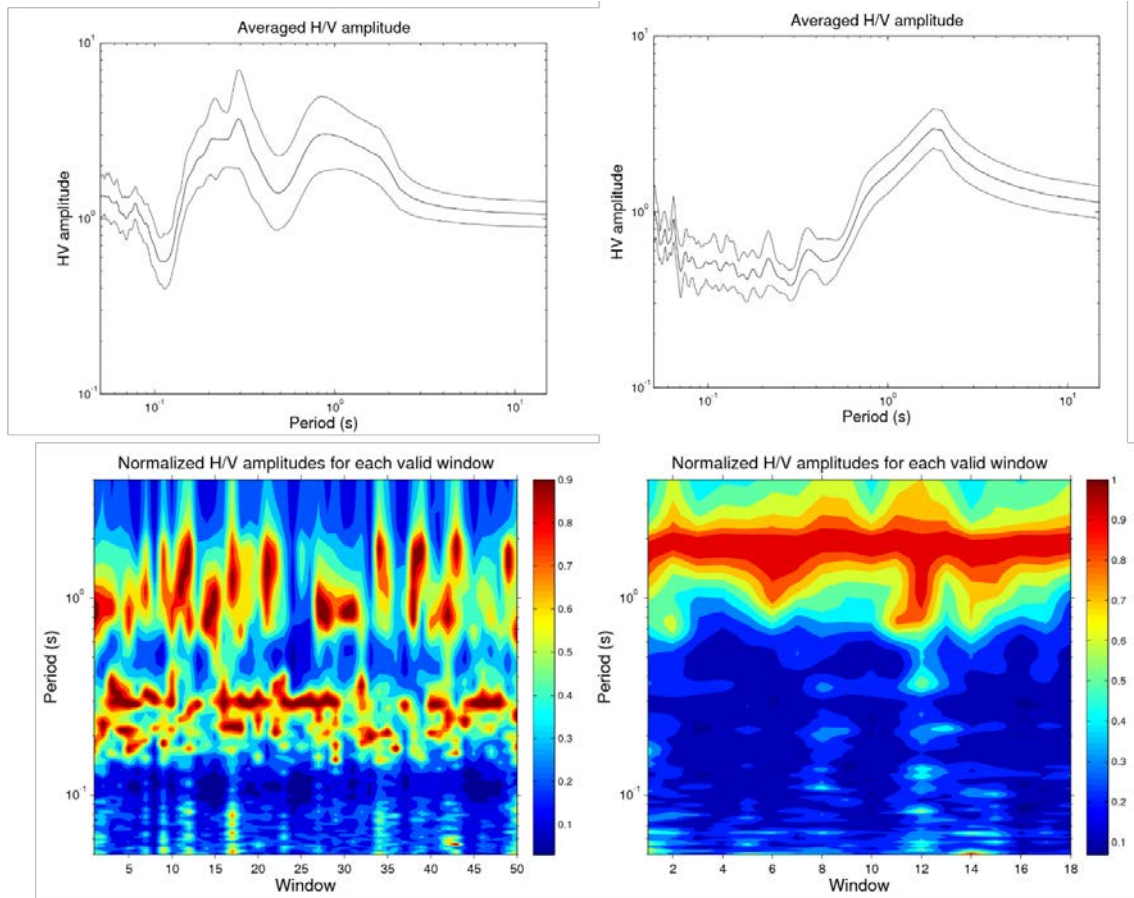 Averaged H/V amplitude
10^1
10^0
10^-1
HV amplitude
10^-1
10^0
10^1
Period (s)
Averaged H/V amplitude
10^1
10^0
10^-1
HV amplitude
10^-1
10^0
10^1
Period (s)
Normalized H/V amplitudes for each valid window
10^0
10^-1
Period (s)
5 10 15 20 25 30 35 40 45 50
Window
0.9
0.8
0.7
0.6
0.5
0.4
0.3
0.2
0.1
Normalized H/V amplitudes for each valid window
10^0
10^-1
Period (s)
2 4 6 8 10 12 14 16 18
Window
1
0.9
0.8
0.7
0.6
0.5
0.4
0.3
0.2
0.1